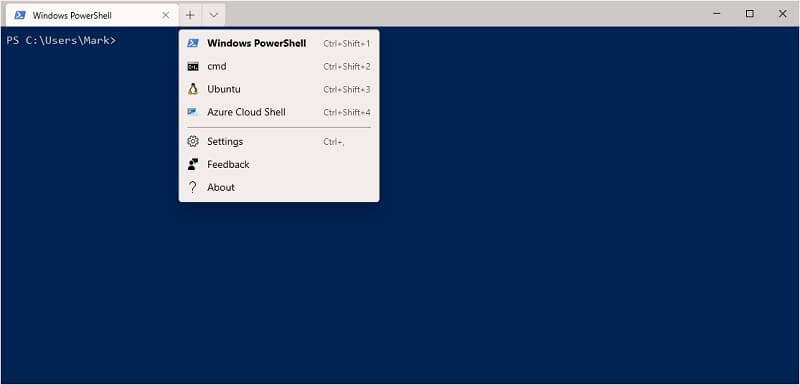 Windows PowerShell
PS C:\Users\Mark>
Windows PowerShell Ctrl+Shift+1
cmd Ctrl+Shift+2
Ubuntu Ctrl+Shift+3
Azure Cloud Shell Ctrl+Shift+4
Settings Ctrl+,
Feedback
About